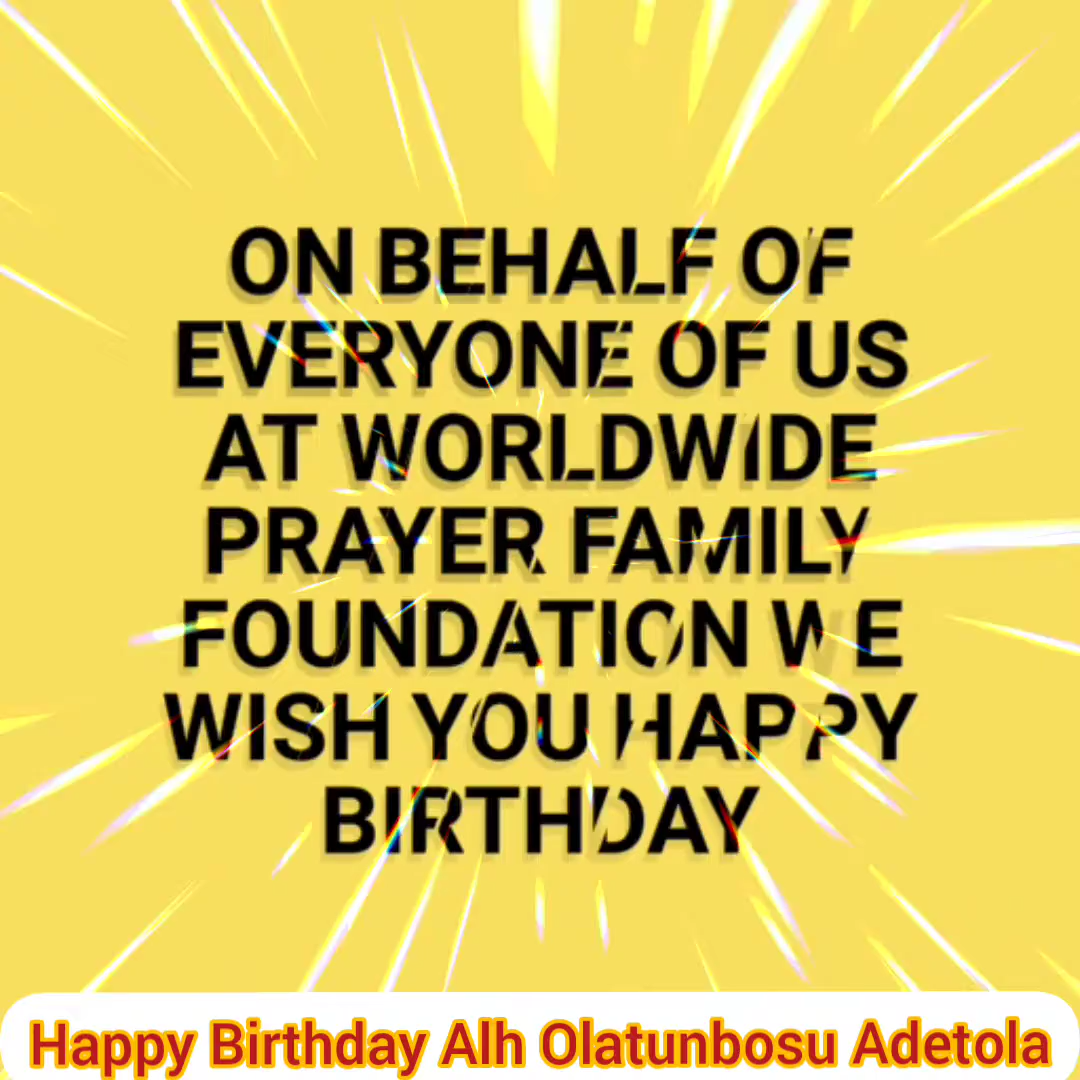 ON BEHALF OF
EVERYONE OF US
AT WORLDWIDE
PRAYER FAMILY
FOUNDATION WE
WISH YOU HAPPY
BIRTHDAY
Happy Birthday Alh Olatunbosu Adetola